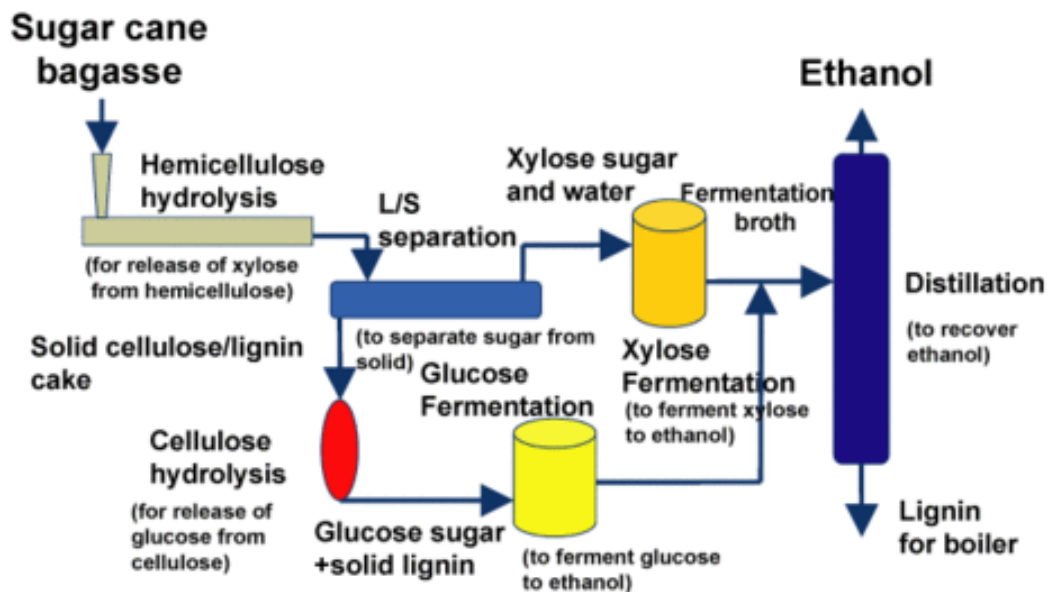 Sugar cane
bagasse
Ethanol
Hemicellulose
hydrolysis
(for release of xylose
from hemicellulose)
L/S
separation
(to separate sugar from
solid)
Xylose sugar
and water
Fermentation
broth
Xylose
Fermentation
(to ferment xylose
to ethanol)
Distillation
(to recover
ethanol)
Solid cellulose/lignin
cake
Glucose
Fermentation
Cellulose
hydrolysis
(for release of
glucose from
cellulose)
Glucose sugar
+solid lignin
(to ferment glucose
to ethanol)
Lignin
for boiler